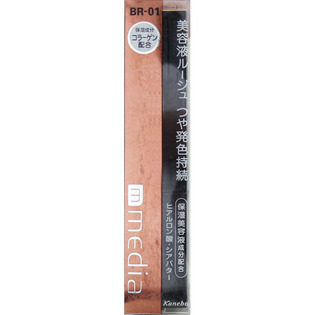 BR-01
保湿成分
コラーゲン
配合
media
美容液ルージュ つや発色持続
保湿美容液成分配合
ヒアルロン酸・シアバター
Kanebo